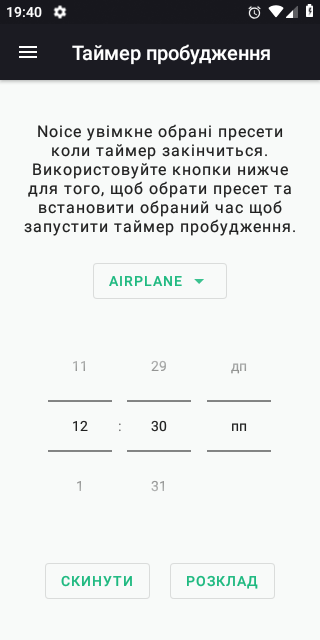 19:40
Таймер пробудження
Noice увімкне обрані пресети
коли таймер закінчиться.
Використовуйте кнопки нижче
для того, щоб обрати пресет та
встановити обраний час щоб
запустити таймер пробудження.
AIRPLANE
11 29 дп
12 : 30 пп
1 31
СКИНУТИ РОЗКЛАД